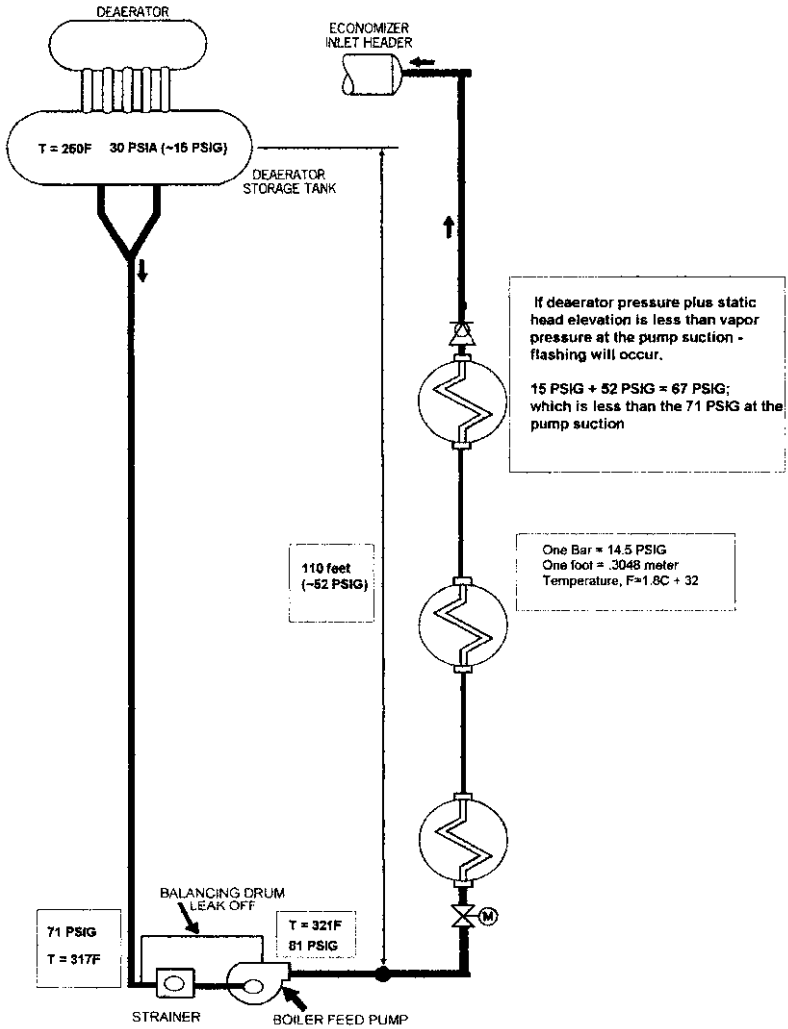 DEAERATOR
ECONOMIZER
INLET HEADER
T = 260F 30 PSIA (~15 PSIG)
DEAERATOR
STORAGE TANK
If deaerator pressure plus static
head elevation is less than vapor
pressure at the pump suction -
flashing will occur.
15 PSIG + 52 PSIG = 67 PSIG;
which is less than the 71 PSIG at the
pump suction
110 feet
(~52 PSIG)
One Bar = 14.5 PSIG
One foot = .3048 meter
Temperature, F=1.8C + 32
BALANCING DRUM
LEAK OFF
71 PSIG
T = 317F
T = 321F
81 PSIG
M
STRAINER
BOILER FEED PUMP